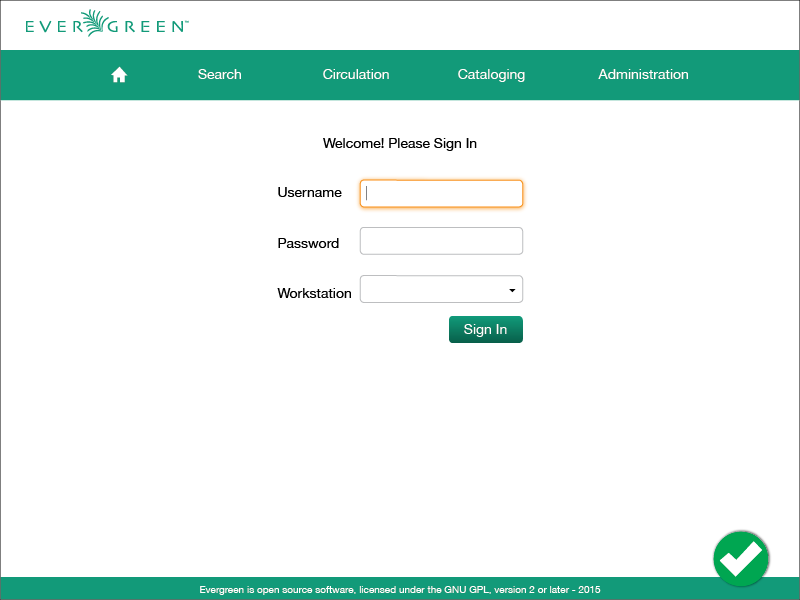 EVERGREEN™
Search Circulation Cataloging Administration
Welcome! Please Sign In
Username
Password
Workstation
Sign In
Evergreen is open source software, licensed under the GNU GPL, version 2 or later - 2015